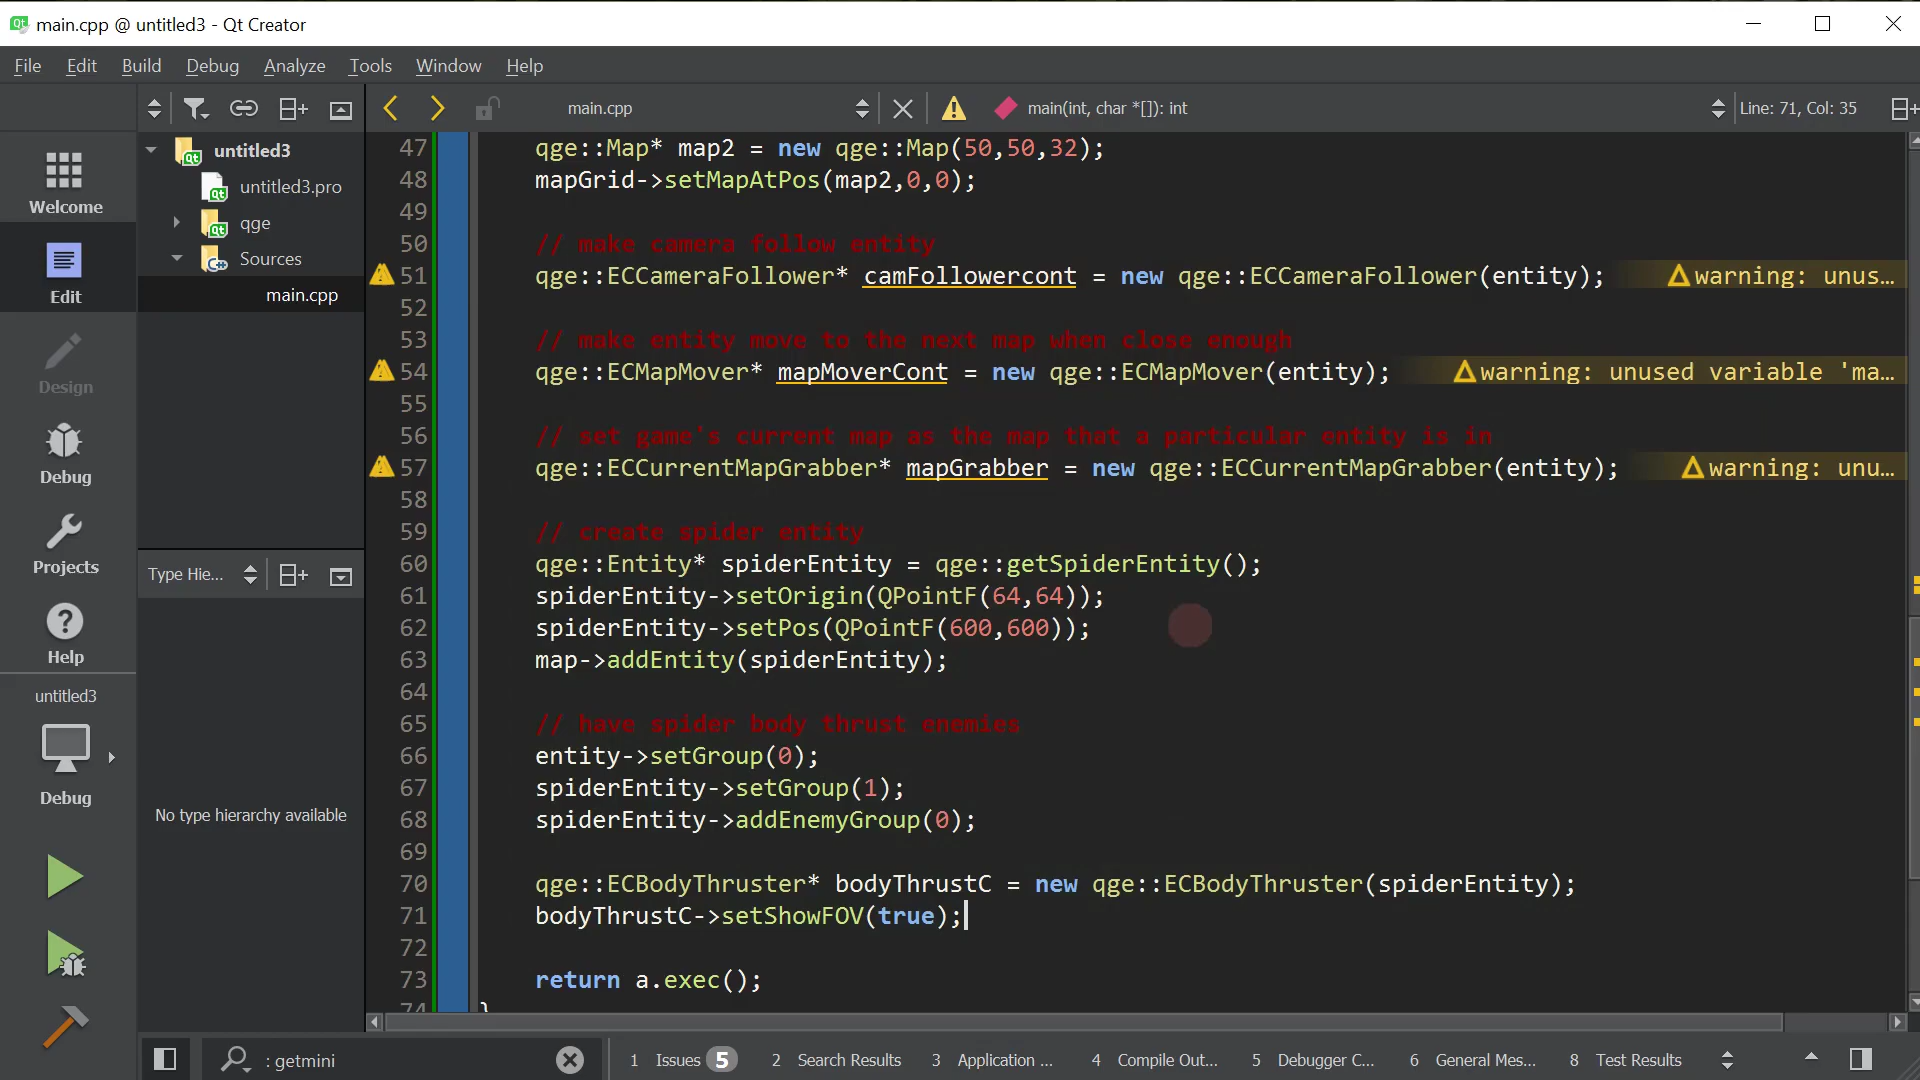 main.cpp @ untitled3 - Qt Creator
File Edit Build Debug Analyze Tools Window Help
main.cpp
main(int, char *[]): int
Line: 71, Col: 35
Welcome
Edit
Design
Debug
Projects
Help
untitled3
Debug
untitled3
untitled3.pro
qge
Sources
main.cpp
Type Hie...
No type hierarchy available
47 qge::Map* map2 = new qge::Map(50,50,32);
48 mapGrid->setMapAtPos(map2,0,0);
49
50 // make camera follow entity
51 qge::ECCameraFollower* camFollowercont = new qge::ECCameraFollower(entity); warning: unus...
52
53 // make entity move to the next map when close enough
54 qge::ECMapMover* mapMoverCont = new qge::ECMapMover(entity); warning: unused variable 'ma...
55
56 // set game's current map as the map that a particular entity is in
57 qge::ECCurrentMapGrabber* mapGrabber = new qge::ECCurrentMapGrabber(entity); warning: unu...
58
59 // create spider entity
60 qge::Entity* spiderEntity = qge::getSpiderEntity();
61 spiderEntity->setOrigin(QPointF(64,64));
62 spiderEntity->setPos(QPointF(600,600));
63 map->addEntity(spiderEntity);
64
65 // have spider body thrust enemies
66 entity->setGroup(0);
67 spiderEntity->setGroup(1);
68 spiderEntity->addEnemyGroup(0);
69
70 qge::ECBodyThruster* bodyThrustC = new qge::ECBodyThruster(spiderEntity);
71 bodyThrustC->setShowFOV(true);
72
73 return a.exec();
74 }
: getmini
1 Issues 5 2 Search Results 3 Application ... 4 Compile Out... 5 Debugger C... 6 General Mes... 8 Test Results